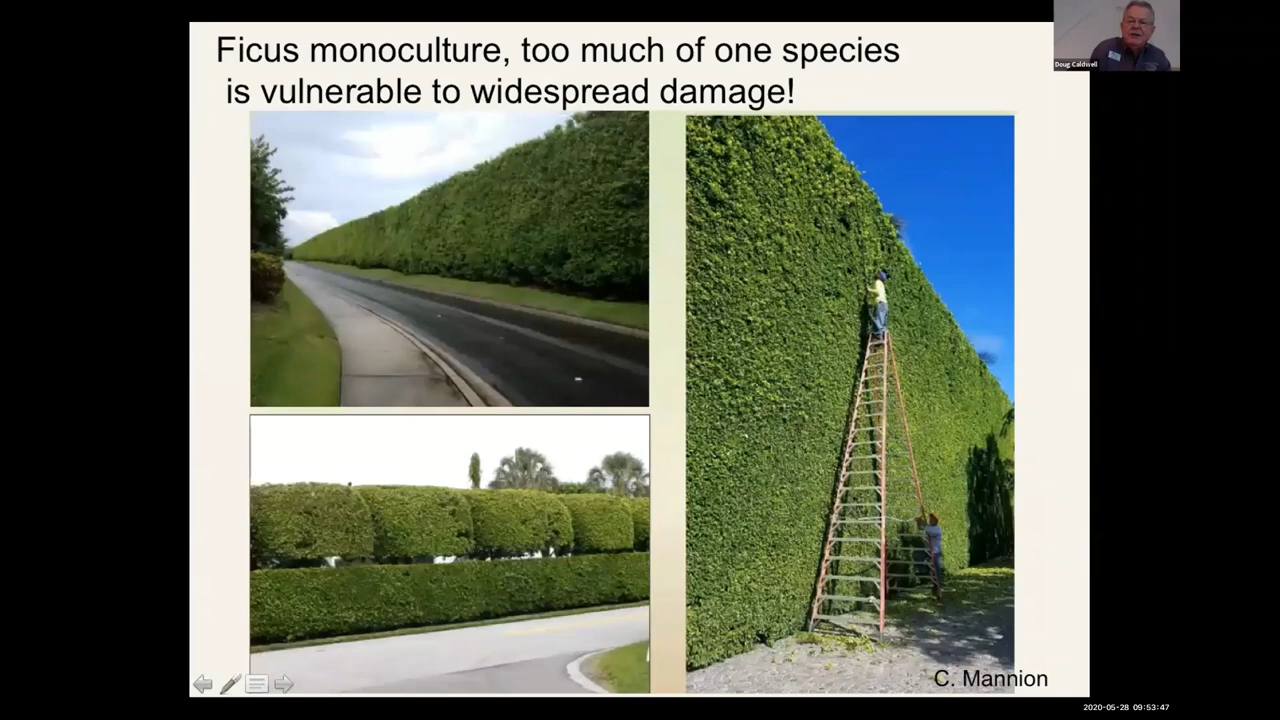 Ficus monoculture, too much of one species
is vulnerable to widespread damage!
Doug Caldwell
C. Mannion
2020-05-28 09:53:47